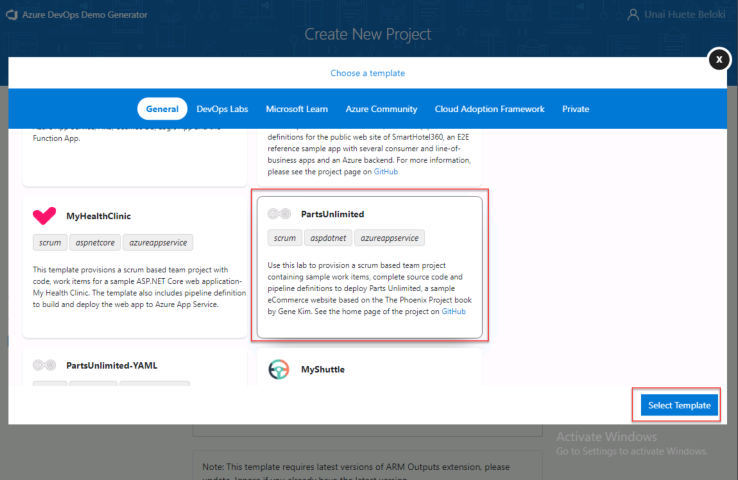 Azure DevOps Demo Generator
Unai Huete Beloki
Create New Project
X
Choose a template
General DevOps Labs Microsoft Learn Azure Community Cloud Adoption Framework Private
Function App.
definitions for the public web site of SmartHotel360, an E2E
reference sample app with several consumer and line-of-
business apps and an Azure backend. For more information,
please see the project page on GitHub
MyHealthClinic
scrum aspnetcore azureappservice
This template provisions a scrum based team project with
code, work items for a sample ASP.NET Core web application-
My Health Clinic. The template also includes pipeline definition
to build and deploy the web app to Azure App Service.
PartsUnlimited
scrum aspdotnet azureappservice
Use this lab to provision a scrum based team project
containing sample work items, complete source code and
pipeline definitions to deploy Parts Unlimited, a sample
eCommerce website based on the The Phoenix Project book
by Gene Kim. See the home page of the project on GitHub
PartsUnlimited-YAML
MyShuttle
Select Template
Activate Windows
Go to Settings to activate Windows.
Note: This template requires latest versions of ARM Outputs extension, please